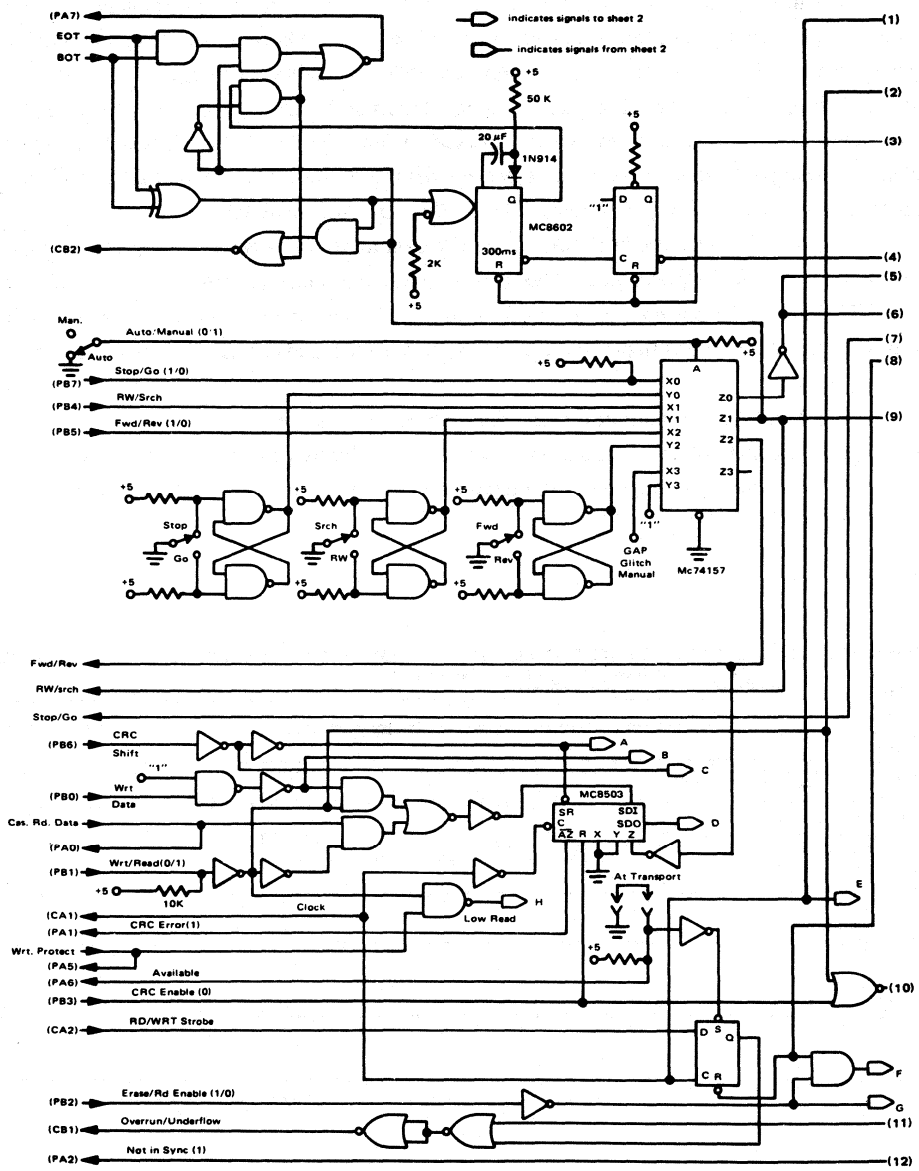 (PA7)
EOT
BOT
indicates signals to sheet 2
indicates signals from sheet 2
(1)
+5
50 K
(2)
20 µF
1N914
+5
(3)
Q
"1"
D Q
MC8602
300ms
R
C
R
(CB2)
2K
+5
(4)
(5)
(6)
(7)
(8)
Man.
Auto
Auto/Manual (0/1)
+5
A
+5
Stop/Go (1/0)
(PB7)
X0
Y0
Z0
RW/Srch
(PB4)
X1
Y1
Z1
(9)
Fwd/Rev (1/0)
(PB5)
X2
Y2
Z2
X3
Y3
Z3
"1"
GAP
Glitch
Manual
Mc74157
+5
Stop
Go
+5
+5
Srch
RW
+5
+5
Fwd
Rev
+5
Fwd/Rev
RW/srch
Stop/Go
(PB6)
CRC
Shift
A
B
C
"1"
(PB0)
Wrt
Data
MC8503
SR
SDI
C
SDO
D
AZ R X Y Z
Cas. Rd. Data
(PA0)
(PB1)
Wrt/Read(0/1)
+5
10K
At Transport
E
H
Low Read
Clock
(CA1)
CRC Error(1)
(PA1)
Wrt. Protect
(PA5)
+5
Available
(PA6)
CRC Enable (0)
(PB3)
(10)
RD/WRT Strobe
(CA2)
D S Q
C R
F
Erase/Rd Enable (1/0)
(PB2)
G
Overrun/Underflow
(CB1)
(11)
Not in Sync (1)
(PA2)
(12)